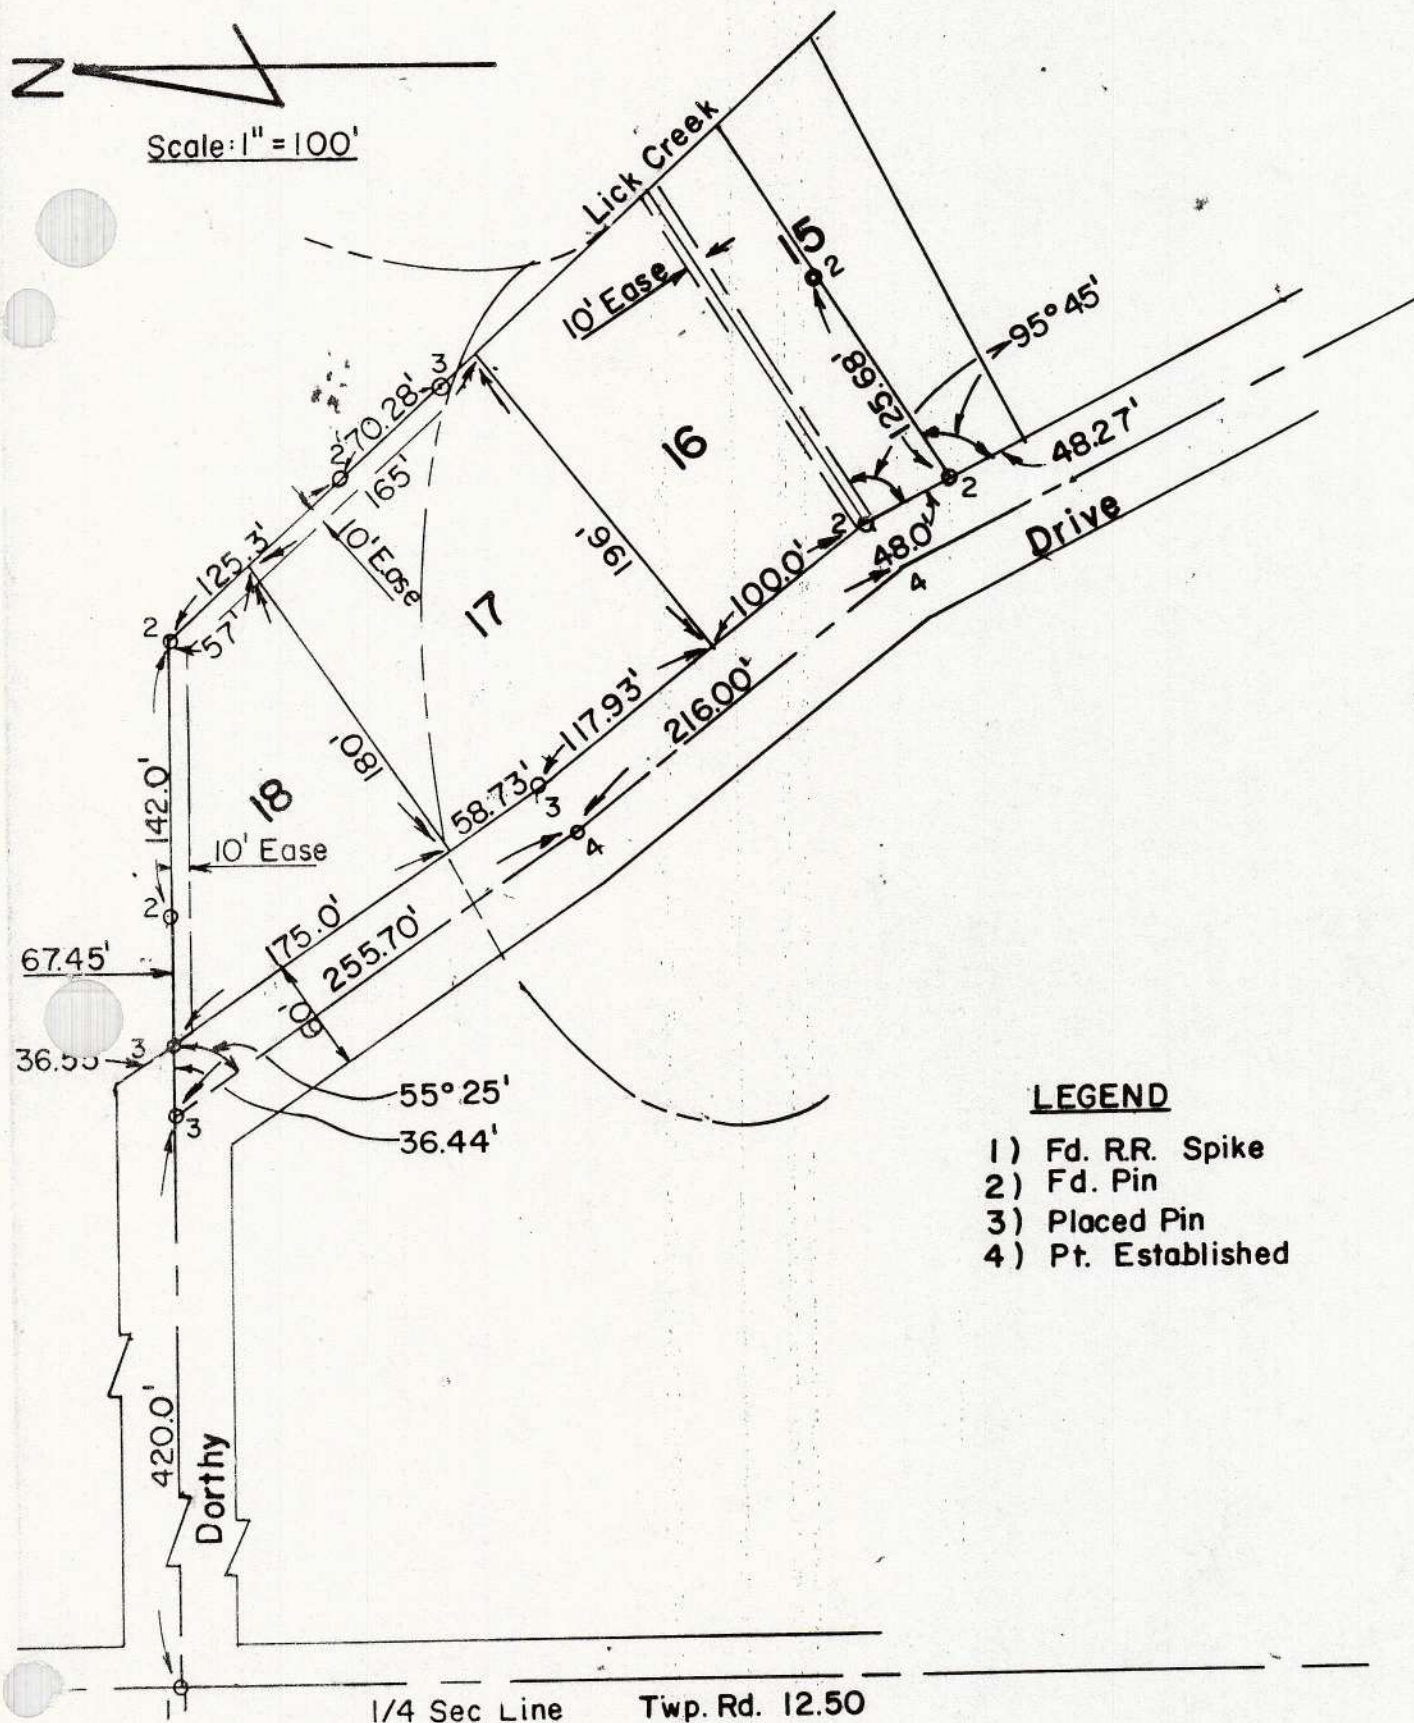 N
Scale: 1" = 100'
Lick Creek
15
2
10' Ease
95°45'
125.68'
3
70.28'
2
165'
16
48.27'
2
2
10' Ease
196'
48.0'
Drive
125.3'
4
100.0'
17
2
57'
117.93'
216.00'
180'
142.0'
18
58.73'
3
4
10' Ease
2
175.0'
255.70'
67.45'
60'
3
55°25'
3
36.44'
LEGEND
1) Fd. R.R. Spike
2) Fd. Pin
3) Placed Pin
4) Pt. Established
420.0'
Dorthy
1
1/4 Sec Line Twp. Rd. 12.50